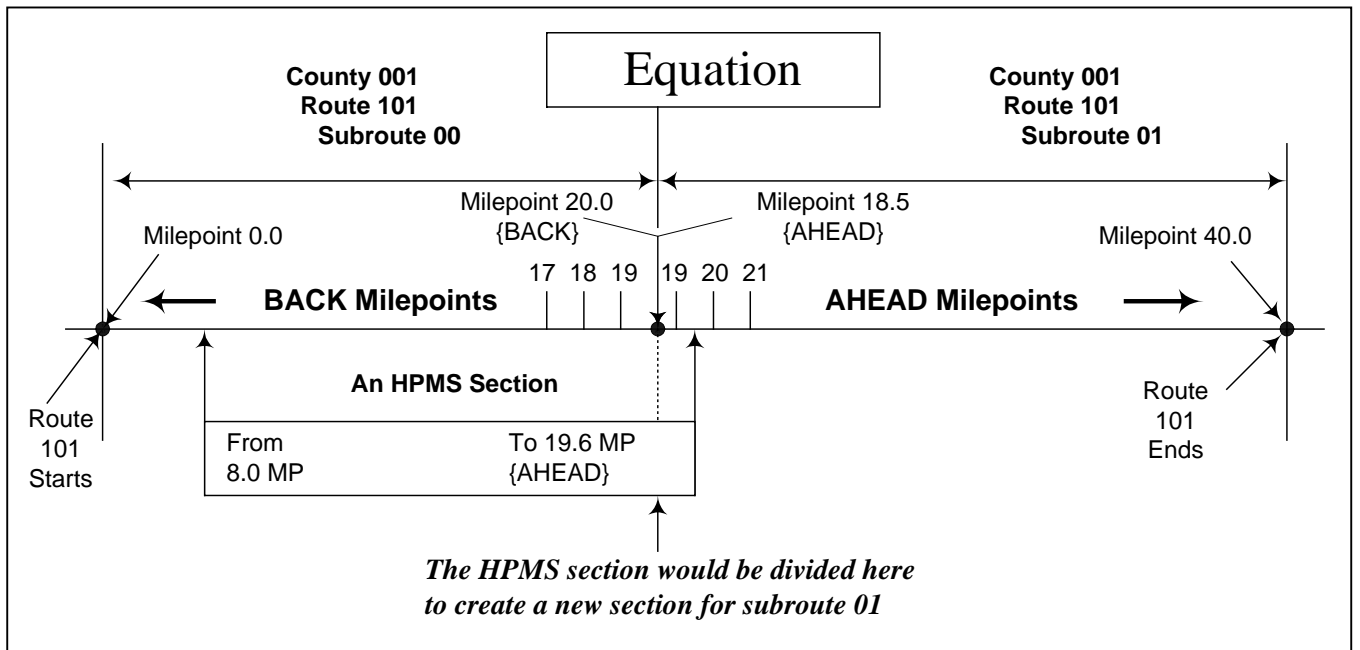 Equation
County 001
Route 101
Subroute 00
County 001
Route 101
Subroute 01
Milepoint 20.0
{BACK}
Milepoint 18.5
{AHEAD}
Milepoint 0.0
Milepoint 40.0
17 18 19 19 20 21
BACK Milepoints
AHEAD Milepoints
An HPMS Section
Route
101
Starts
From
8.0 MP
To 19.6 MP
{AHEAD}
Route
101
Ends
The HPMS section would be divided here
to create a new section for subroute 01